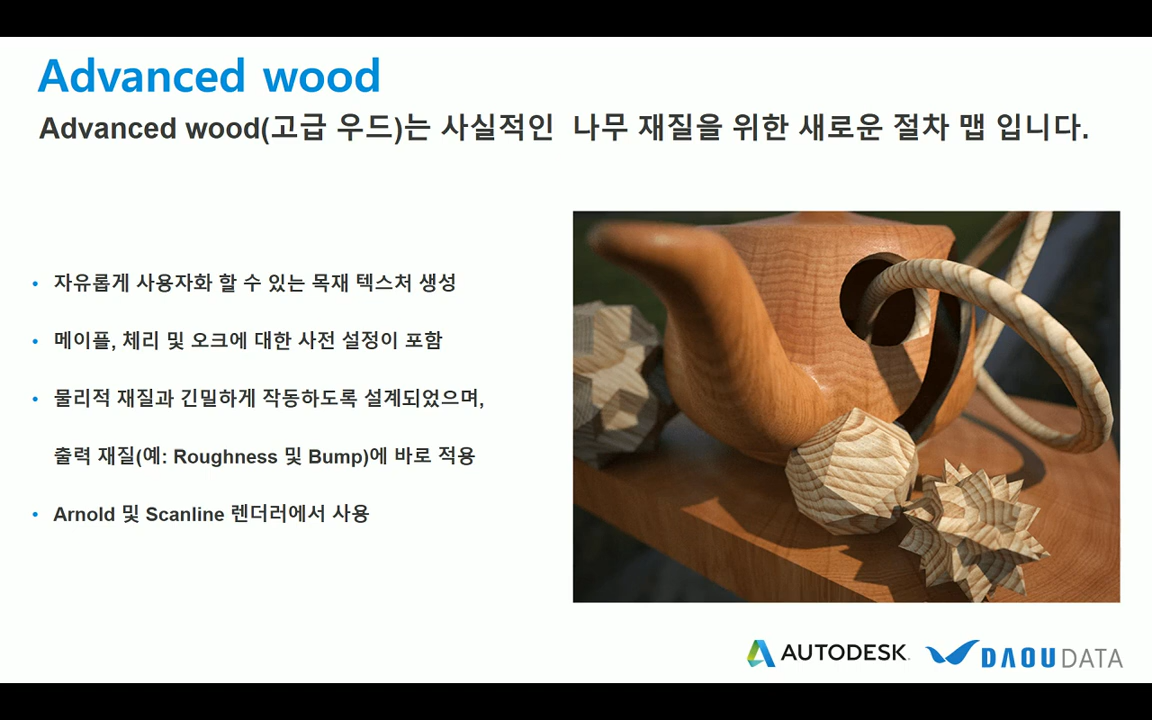 Advanced wood
Advanced wood(고급 우드)는 사실적인 나무 재질을 위한 새로운 절차 맵 입니다.
• 자유롭게 사용자화 할 수 있는 목재 텍스처 생성
• 메이플, 체리 및 오크에 대한 사전 설정이 포함
• 물리적 재질과 긴밀하게 작동하도록 설계되었으며,
출력 재질(예: Roughness 및 Bump)에 바로 적용
• Arnold 및 Scanline 렌더러에서 사용
AUTODESK. DAOUDATA